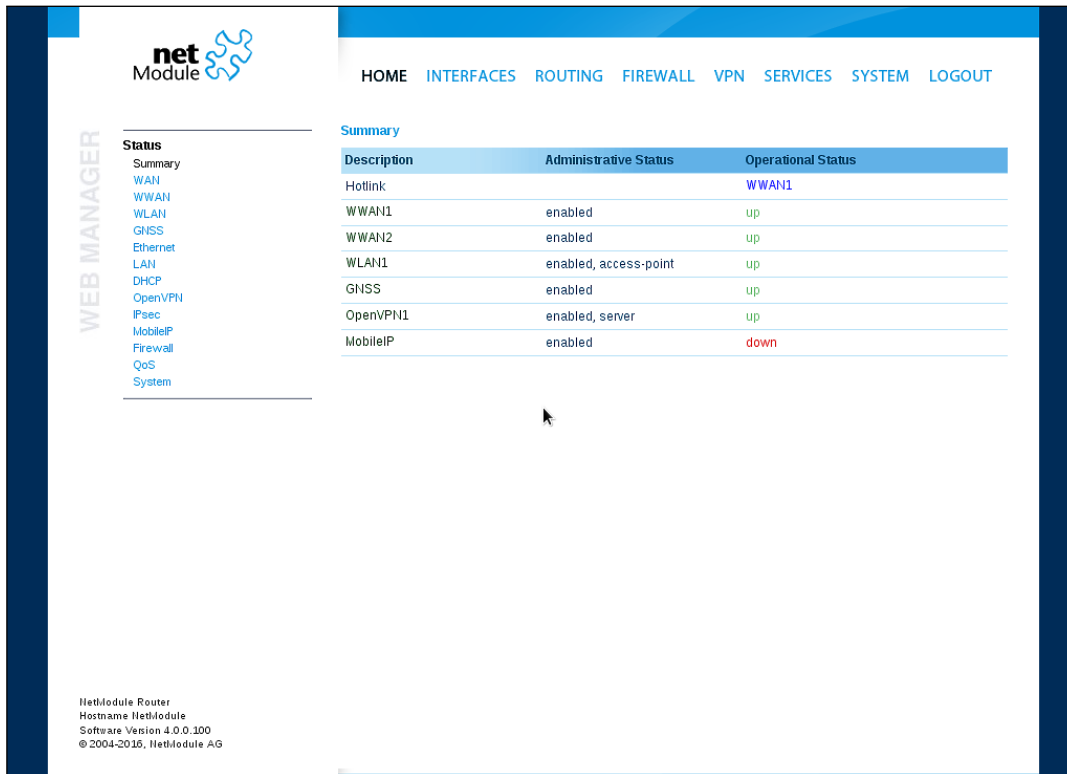 net
Module
HOME INTERFACES ROUTING FIREWALL VPN SERVICES SYSTEM LOGOUT
WEB MANAGER
Status
Summary
WAN
WWAN
WLAN
GNSS
Ethernet
LAN
DHCP
OpenVPN
IPsec
MobileIP
Firewall
QoS
System
Summary
Description Administrative Status Operational Status
Hotlink WWAN1
WWAN1 enabled up
WWAN2 enabled up
WLAN1 enabled, access-point up
GNSS enabled up
OpenVPN1 enabled, server up
MobileIP enabled down
NetModule Router
Hostname NetModule
Software Version 4.0.0.100
© 2004-2016, NetModule AG